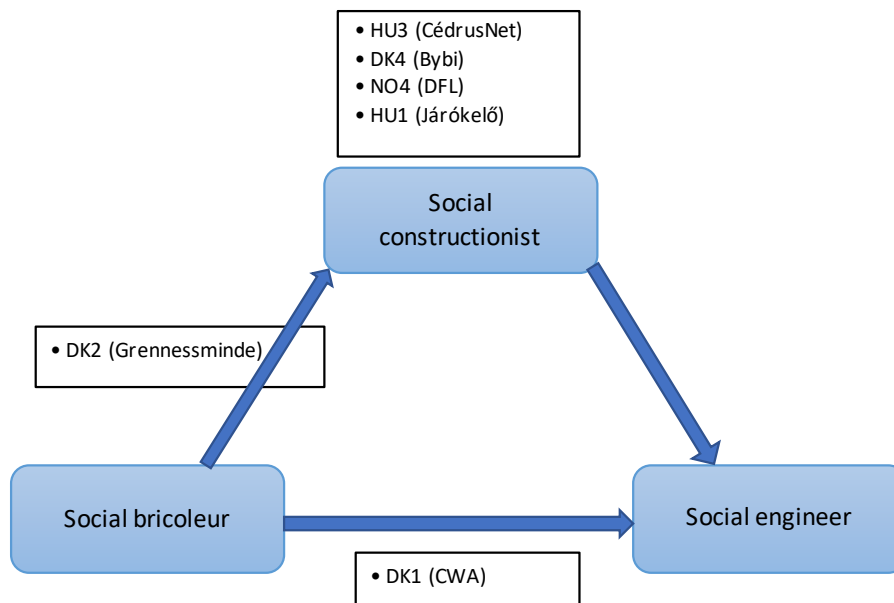 • HU3 (CédrusNet)
• DK4 (Bybi)
• NO4 (DFL)
• HU1 (Járókelő)
Social
constructionist
• DK2 (Grennessminde)
Social bricoleur
Social engineer
• DK1 (CWA)